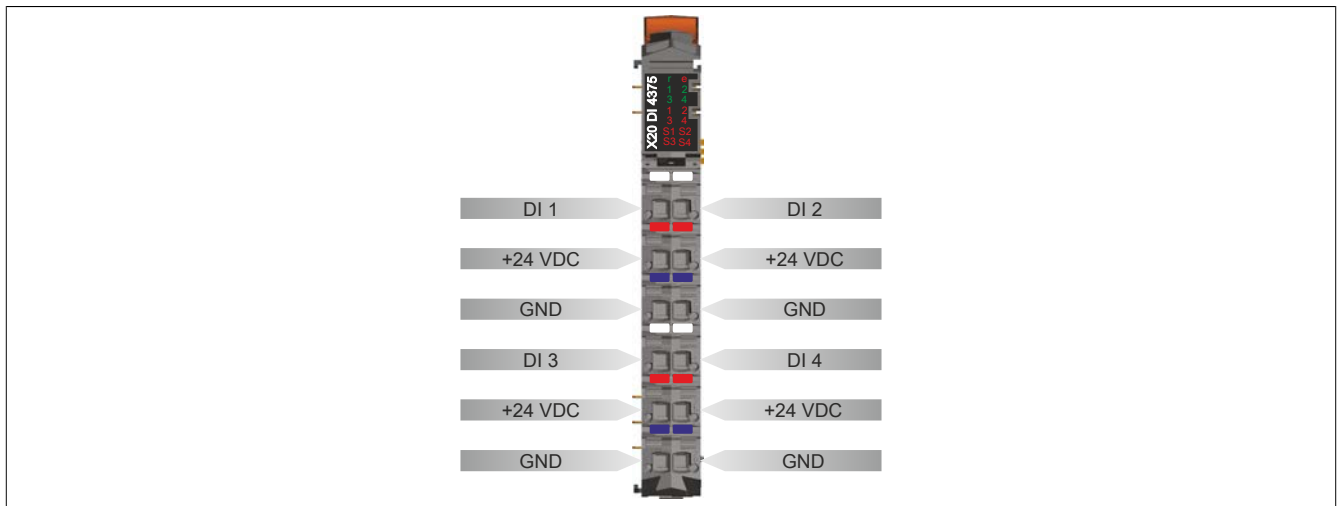 X20 DI 4375
r e
1 2
3 4
1 2
3 4
S1 S2
S3 S4
DI 1 DI 2
+24 VDC +24 VDC
GND GND
DI 3 DI 4
+24 VDC +24 VDC
GND GND